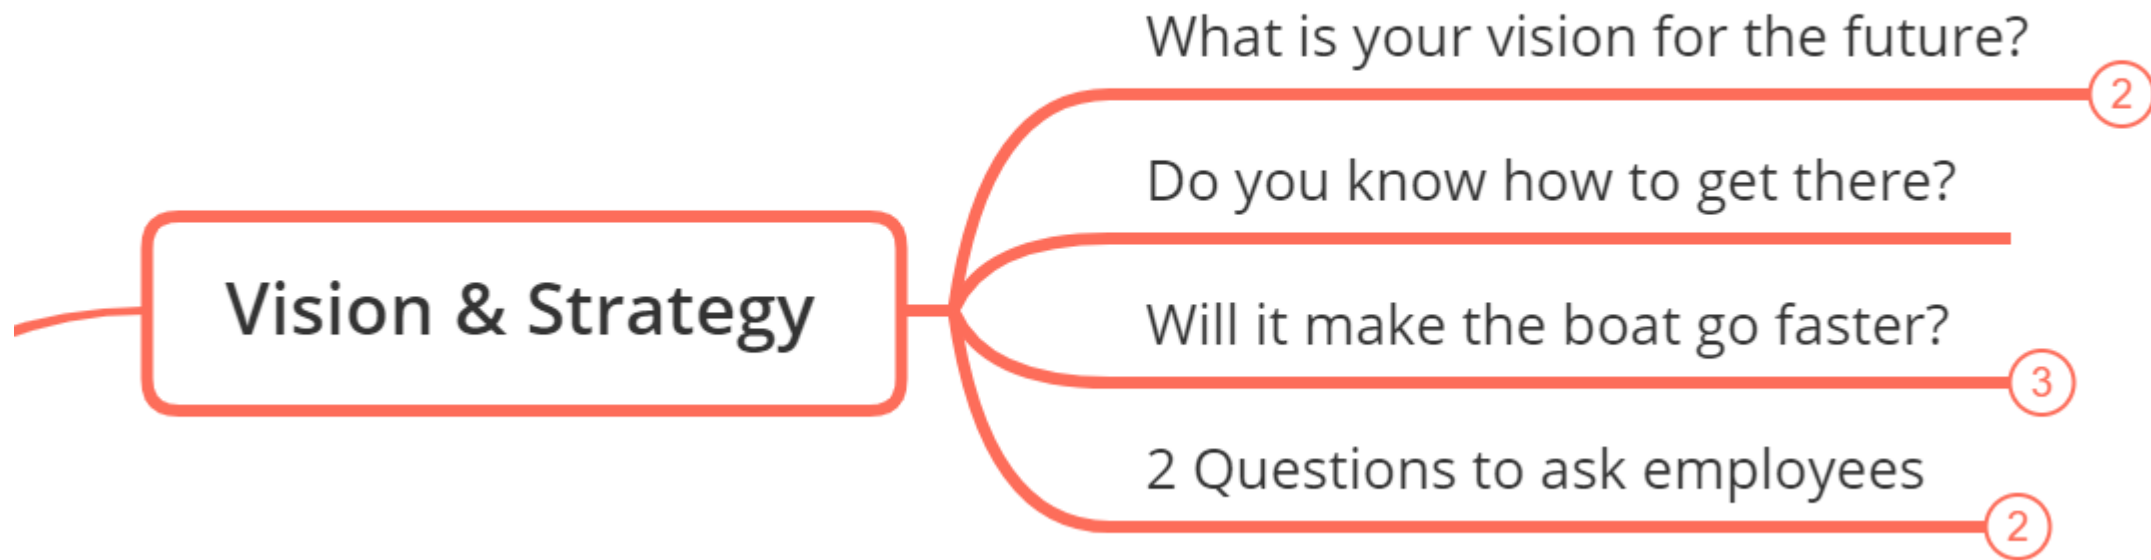 What is your vision for the future?
2
Do you know how to get there?
Vision & Strategy
Will it make the boat go faster?
3
2 Questions to ask employees
2